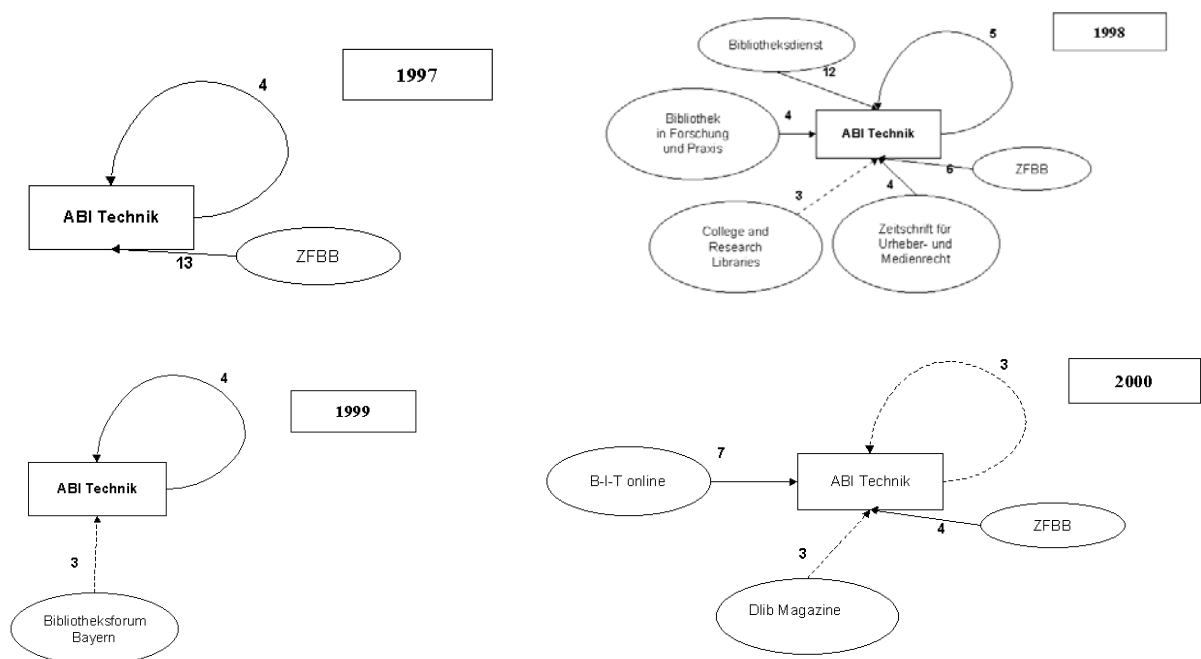 4
1997
ABI Technik
13
ZFBB
Bibliotheksdienst
12
5
1998
Bibliothek
in Forschung
und Praxis
4
ABI Technik
6
ZFBB
3
4
College and
Research
Libraries
Zeitschrift für
Urheber- und
Medienrecht
4
1999
ABI Technik
3
Bibliotheksforum
Bayern
3
2000
7
B-I-T online
ABI Technik
4
ZFBB
3
Dlib Magazine